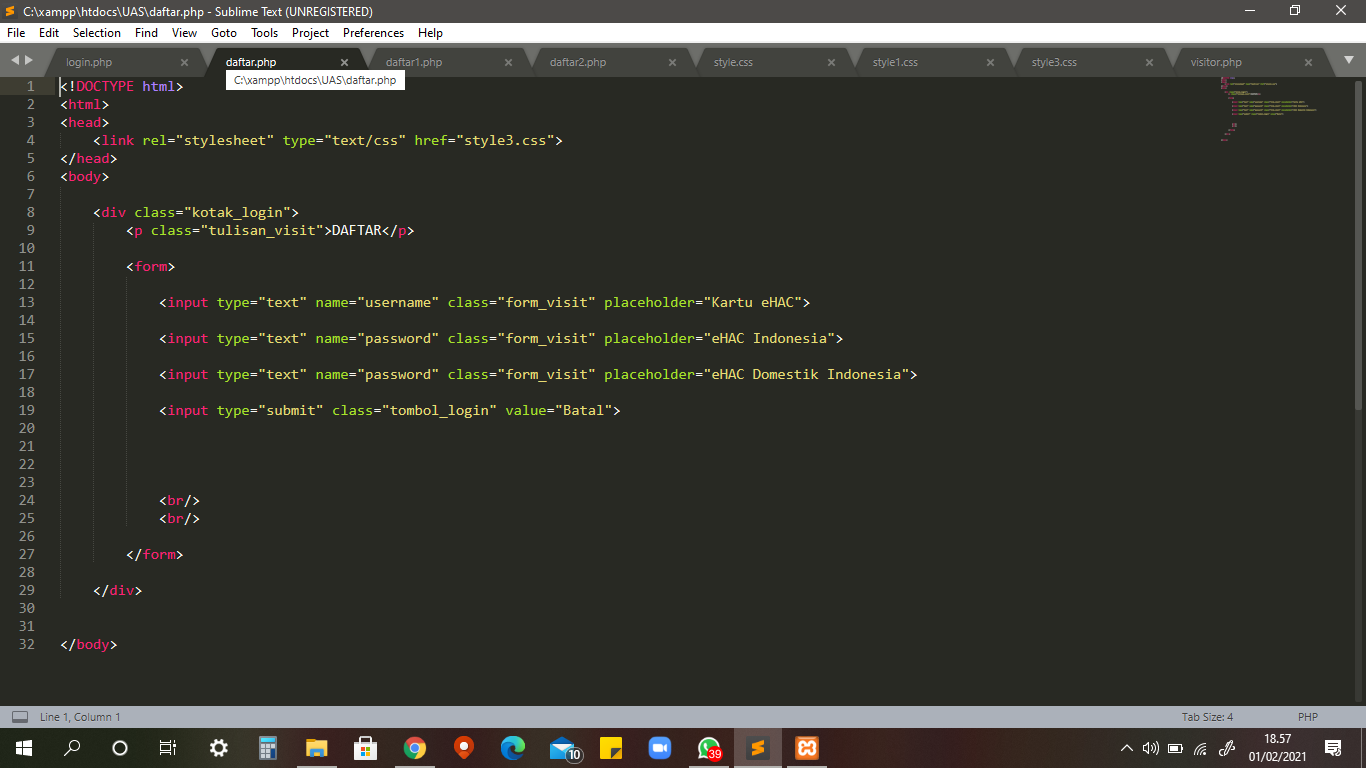 C:\xampp\htdocs\UAS\daftar.php - Sublime Text (UNREGISTERED)
File Edit Selection Find View Goto Tools Project Preferences Help
login.php daftar.php daftar1.php daftar2.php style.css style1.css style3.css visitor.php
C:\xampp\htdocs\UAS\daftar.php
1 <!DOCTYPE html>
2 <html>
3 <head>
4 <link rel="stylesheet" type="text/css" href="style3.css">
5 </head>
6 <body>
7
8 <div class="kotak_login">
9 <p class="tulisan_visit">DAFTAR</p>
10
11 <form>
12
13 <input type="text" name="username" class="form_visit" placeholder="Kartu eHAC">
14
15 <input type="text" name="password" class="form_visit" placeholder="eHAC Indonesia">
16
17 <input type="text" name="password" class="form_visit" placeholder="eHAC Domestik Indonesia">
18
19 <input type="submit" class="tombol_login" value="Batal">
20
21
22
23
24 <br/>
25 <br/>
26
27 </form>
28
29 </div>
30
31
32 </body>
Line 1, Column 1 Tab Size: 4 PHP
10
39
18.57
01/02/2021